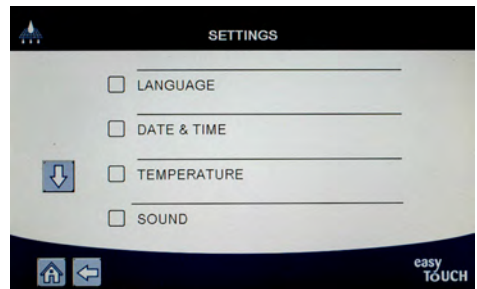 SETTINGS
LANGUAGE
DATE & TIME
TEMPERATURE
SOUND
easy
TOUCH